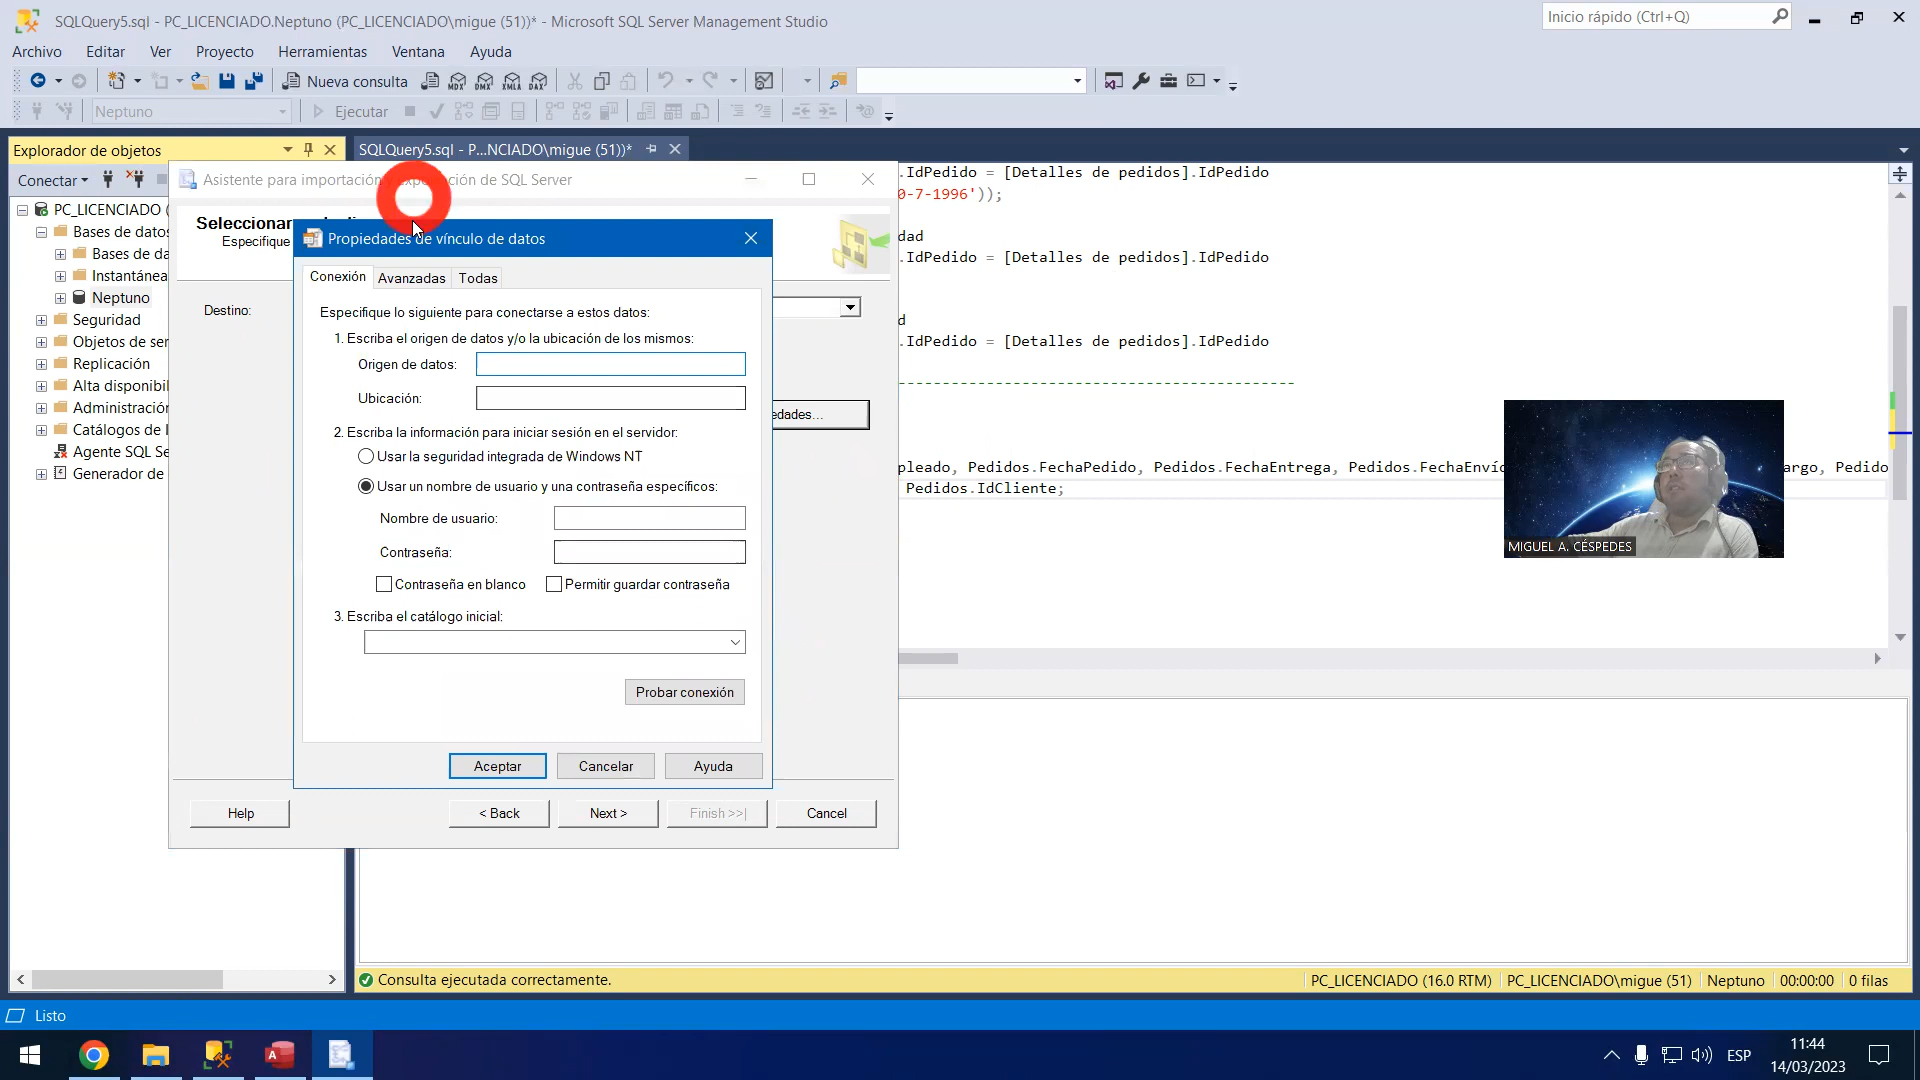 SQLQuery5.sql - PC_LICENCIADO.Neptuno (PC_LICENCIADO\migue (51))* - Microsoft SQL Server Management Studio
Inicio rápido (Ctrl+Q)
Archivo Editar Ver Proyecto Herramientas Ventana Ayuda
Nueva consulta
Neptuno Ejecutar
Explorador de objetos
SQLQuery5.sql - P...NCIADO\migue (51))*
Conectar
PC_LICENCIADO (
Bases de datos
Bases de da
Instantánea
Neptuno
Seguridad
Objetos de ser
Replicación
Alta disponibil
Administración
Catálogos de I
Agente SQL Se
Generador de
Asistente para importación y exportación de SQL Server
Seleccionar
Especifique
Destino:
edades...
Help < Back Next > Finish >>| Cancel
Propiedades de vínculo de datos
Conexión Avanzadas Todas
Especifique lo siguiente para conectarse a estos datos:
1. Escriba el origen de datos y/o la ubicación de los mismos:
Origen de datos:
Ubicación:
2. Escriba la información para iniciar sesión en el servidor:
Usar la seguridad integrada de Windows NT
Usar un nombre de usuario y una contraseña específicos:
Nombre de usuario:
Contraseña:
Contraseña en blanco Permitir guardar contraseña
3. Escriba el catálogo inicial:
Probar conexión
Aceptar Cancelar Ayuda
.IdPedido = [Detalles de pedidos].IdPedido
0-7-1996'));
dad
.IdPedido = [Detalles de pedidos].IdPedido
d
.IdPedido = [Detalles de pedidos].IdPedido
---------------------------------------------
pleado, Pedidos.FechaPedido, Pedidos.FechaEntrega, Pedidos.FechaEnví
argo, Pedido
Pedidos.IdCliente;
MIGUEL A. CÉSPEDES
Consulta ejecutada correctamente.
PC_LICENCIADO (16.0 RTM) PC_LICENCIADO\migue (51) Neptuno 00:00:00 0 filas
Listo
ESP
11:44
14/03/2023